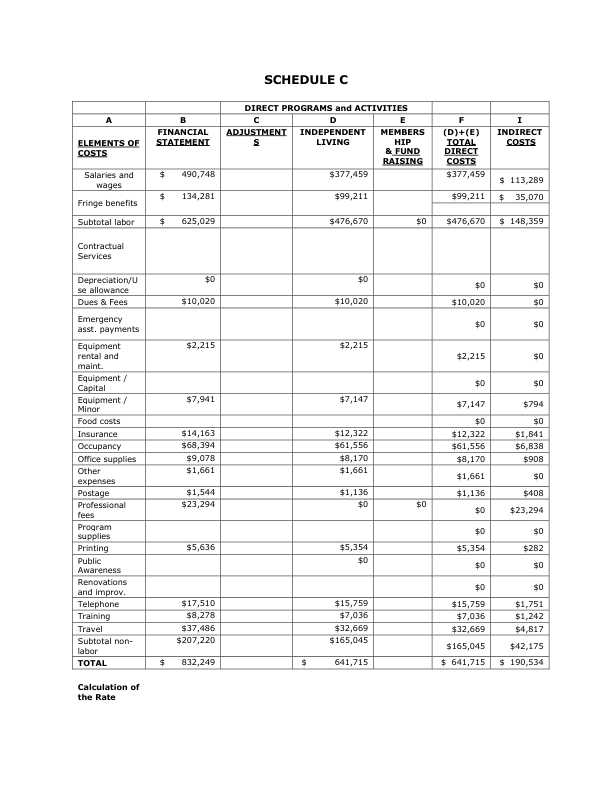 SCHEDULE C
DIRECT PROGRAMS and ACTIVITIES
A B C D E F I
ELEMENTS OF COSTS FINANCIAL STATEMENT ADJUSTMENT S INDEPENDENT LIVING MEMBERS HIP & FUND RAISING (D)+(E) TOTAL DIRECT COSTS INDIRECT COSTS
Salaries and wages $ 490,748 $377,459 $377,459 $ 113,289
Fringe benefits $ 134,281 $99,211 $99,211 $ 35,070
Subtotal labor $ 625,029 $476,670 $0 $476,670 $ 148,359
Contractual Services
Depreciation/U se allowance $0 $0 $0 $0
Dues & Fees $10,020 $10,020 $10,020 $0
Emergency asst. payments $0 $0
Equipment rental and maint. $2,215 $2,215 $2,215 $0
Equipment / Capital $0 $0
Equipment / Minor $7,941 $7,147 $7,147 $794
Food costs $0 $0
Insurance $14,163 $12,322 $12,322 $1,841
Occupancy $68,394 $61,556 $61,556 $6,838
Office supplies $9,078 $8,170 $8,170 $908
Other expenses $1,661 $1,661 $1,661 $0
Postage $1,544 $1,136 $1,136 $408
Professional fees $23,294 $0 $0 $0 $23,294
Program supplies $0 $0
Printing $5,636 $5,354 $5,354 $282
Public Awareness $0 $0 $0
Renovations and improv. $0 $0
Telephone $17,510 $15,759 $15,759 $1,751
Training $8,278 $7,036 $7,036 $1,242
Travel $37,486 $32,669 $32,669 $4,817
Subtotal non-labor $207,220 $165,045 $165,045 $42,175
TOTAL $ 832,249 $ 641,715 $ 641,715 $ 190,534
Calculation of
the Rate